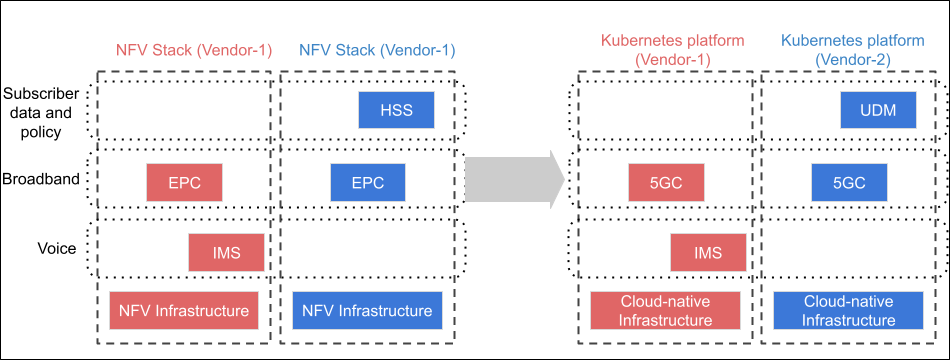 NFV Stack (Vendor-1)
NFV Stack (Vendor-1)
Kubernetes platform
(Vendor-1)
Kubernetes platform
(Vendor-2)
Subscriber
data and
policy
HSS
UDM
Broadband
EPC
EPC
5GC
5GC
Voice
IMS
IMS
NFV Infrastructure
NFV Infrastructure
Cloud-native
Infrastructure
Cloud-native
Infrastructure